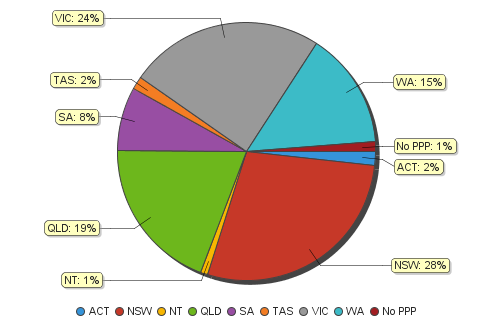 VIC: 24%
TAS: 2%
WA: 15%
SA: 8%
No PPP: 1%
ACT: 2%
QLD: 19%
NSW: 28%
NT: 1%
ACT NSW NT QLD SA TAS VIC WA No PPP